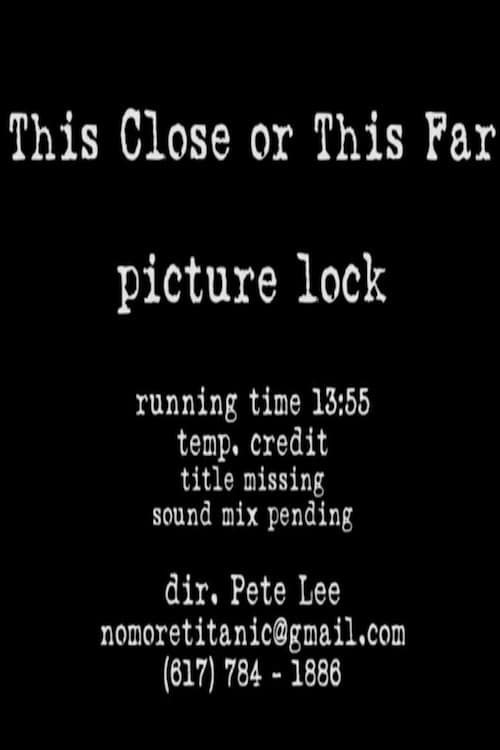 This Close or This Far
picture lock
running time 13:55
temp. credit
title missing
sound mix pending
dir. Pete Lee
nomoretitanic@gmail.com
(617) 784 - 1886